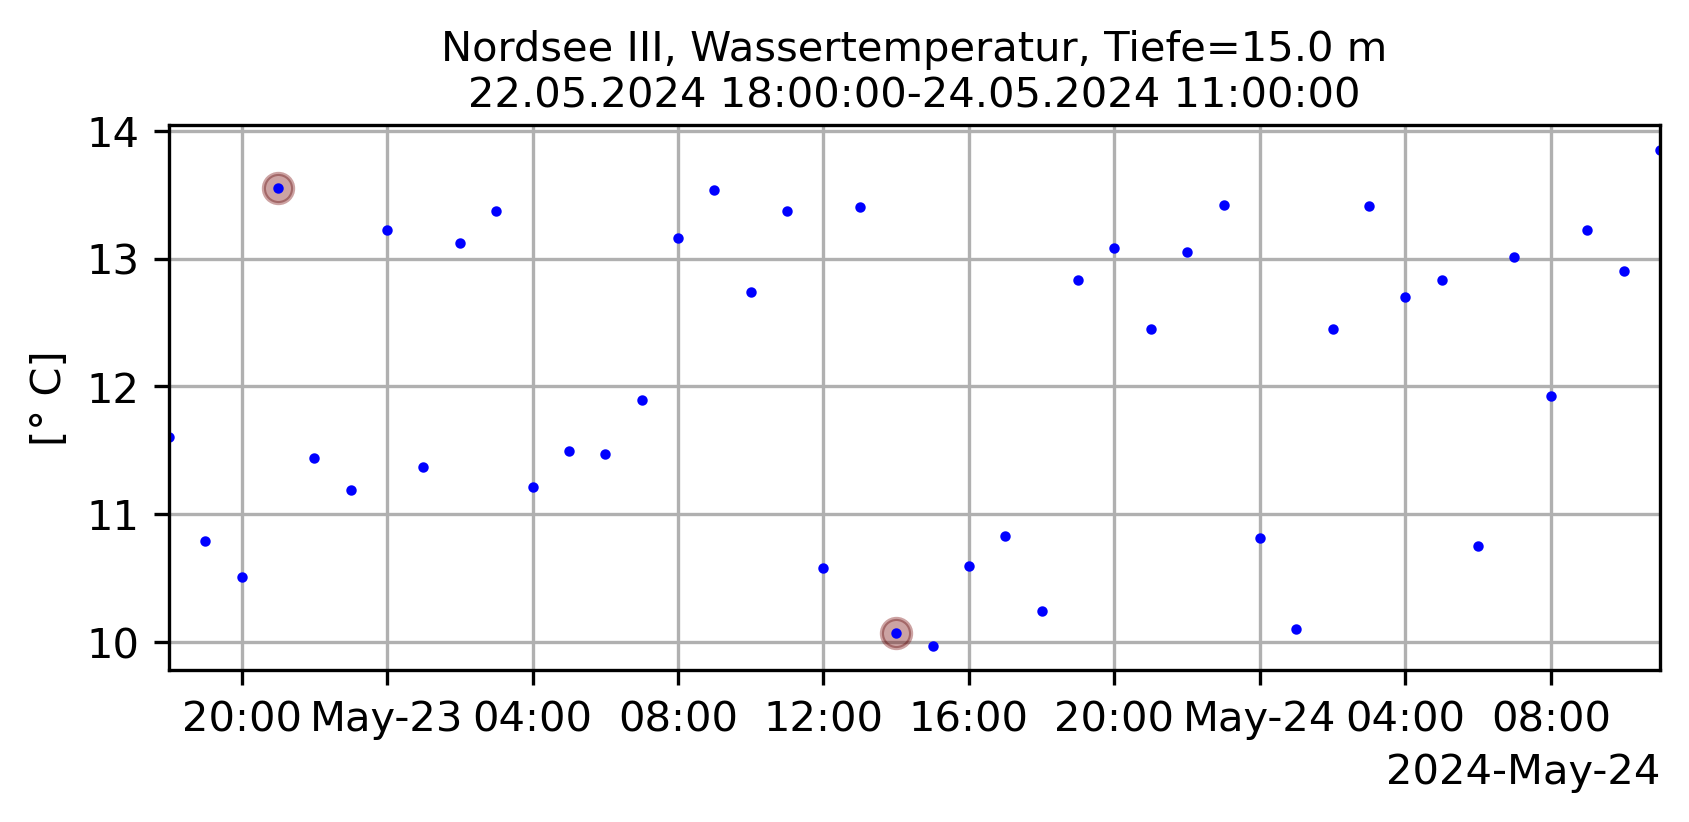 Nordsee III, Wassertemperatur, Tiefe=15.0 m
22.05.2024 18:00:00-24.05.2024 11:00:00
14
13
12
11
10
[° C]
20:00 May-23 04:00 08:00 12:00 16:00 20:00 May-24 04:00 08:00
2024-May-24